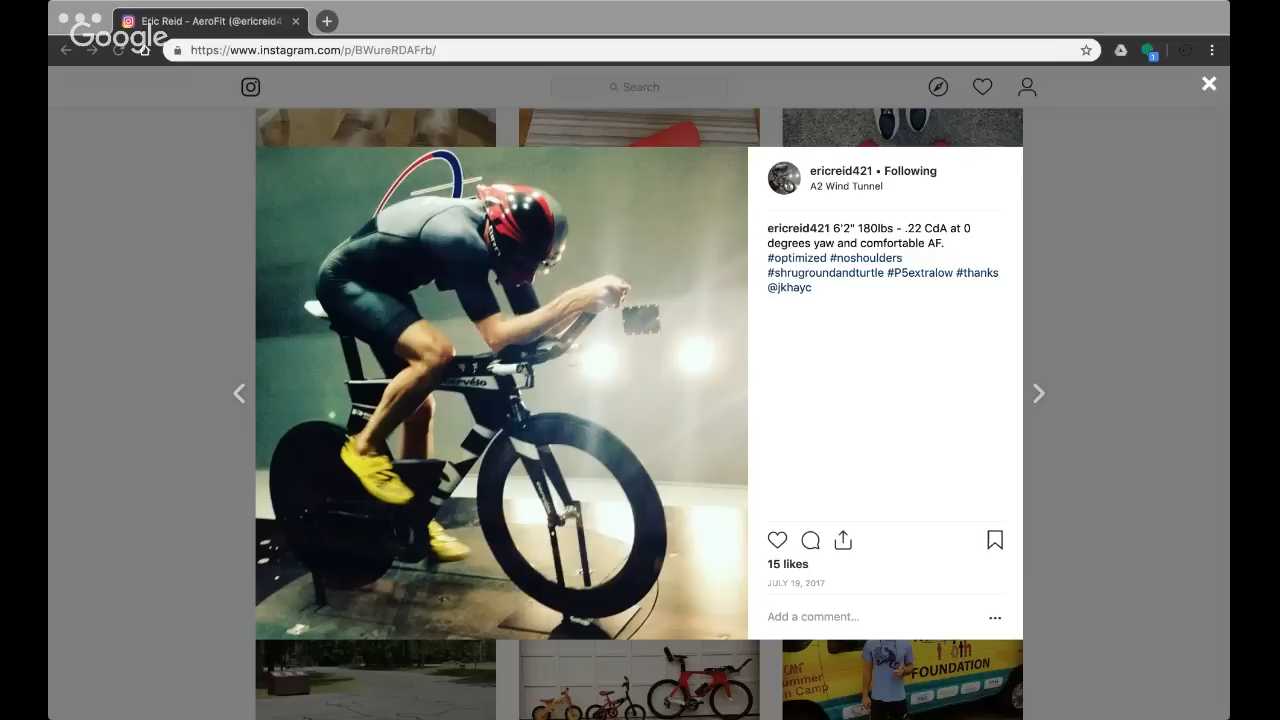 Eric Reid - AeroFit (@ericreid4
Google
https://www.instagram.com/p/BWureRDAFrb/
1
Search
ericreid421 • Following
A2 Wind Tunnel
ericreid421 6'2" 180lbs - .22 CdA at 0
degrees yaw and comfortable AF.
#optimized #noshoulders
#shrugroundandturtle #P5extralow #thanks
@jkhayc
cervélo
15 likes
JULY 19, 2017
Add a comment...
FOUNDATION